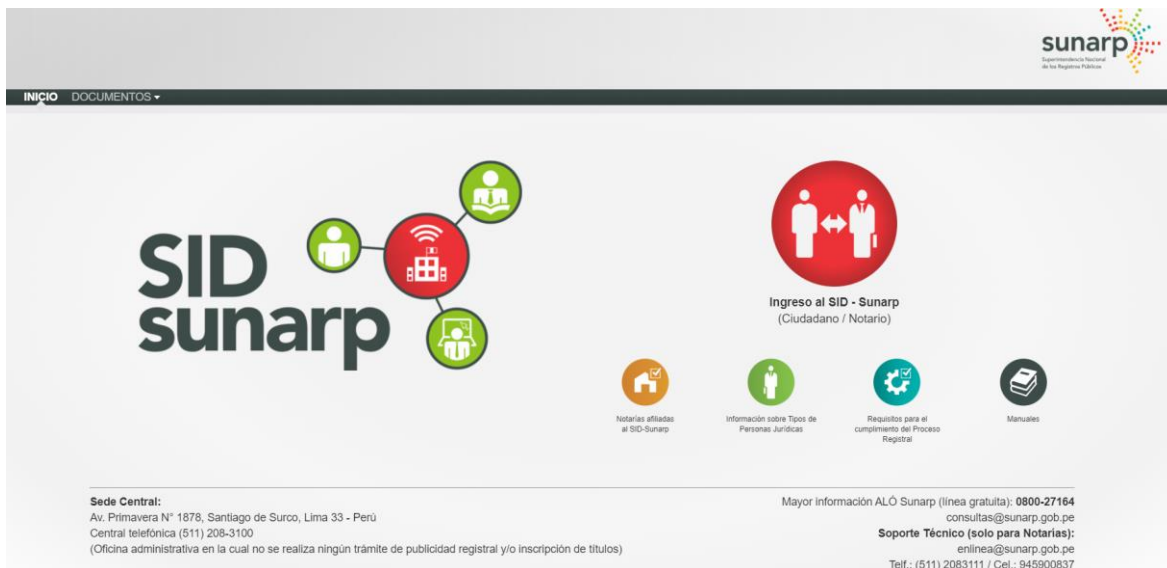 sunarp
Superintendencia Nacional
de los Registros Públicos
INICIO DOCUMENTOS
SID
sunarp
Ingreso al SID - Sunarp
(Ciudadano / Notario)
Notarías afiliadas
al SID-Sunarp
Información sobre Tipos de
Personas Jurídicas
Requisitos para el
cumplimiento del Proceso
Registral
Manuales
Sede Central:
Av. Primavera N° 1878, Santiago de Surco, Lima 33 - Perú
Central telefónica (511) 208-3100
(Oficina administrativa en la cual no se realiza ningún trámite de publicidad registral y/o inscripción de títulos)
Mayor información ALÓ Sunarp (línea gratuita): 0800-27164
consultas@sunarp.gob.pe
Soporte Técnico (solo para Notarías):
enlinea@sunarp.gob.pe
Telf.: (511) 2083111 / Cel.: 945900837